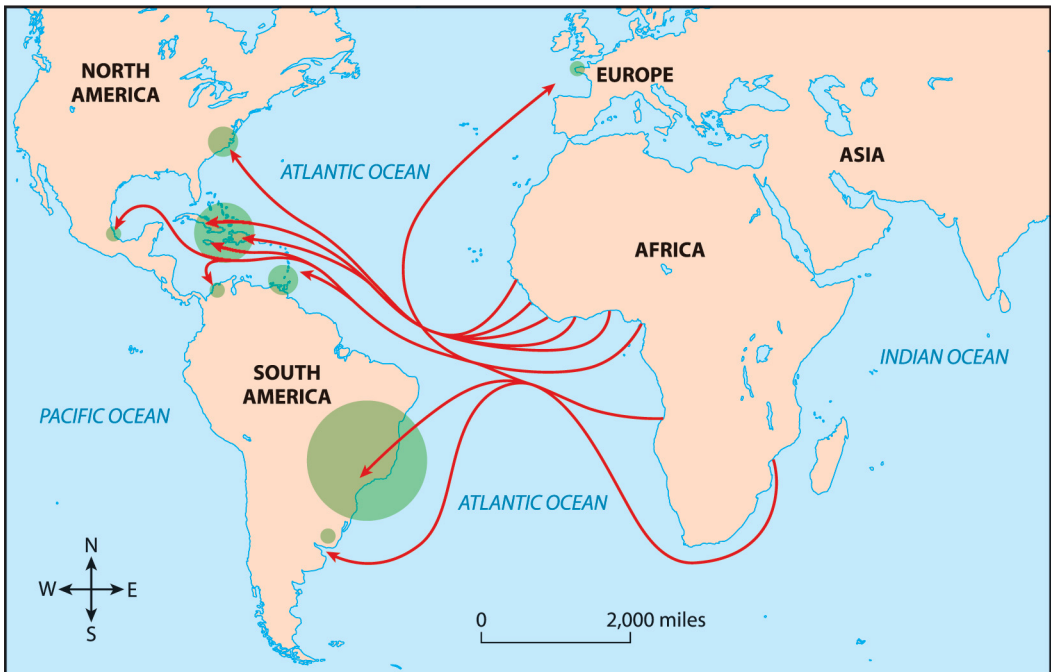 NORTH
AMERICA
EUROPE
ASIA
ATLANTIC OCEAN
AFRICA
INDIAN OCEAN
SOUTH
AMERICA
PACIFIC OCEAN
ATLANTIC OCEAN
N
W E
S
0 2,000 miles